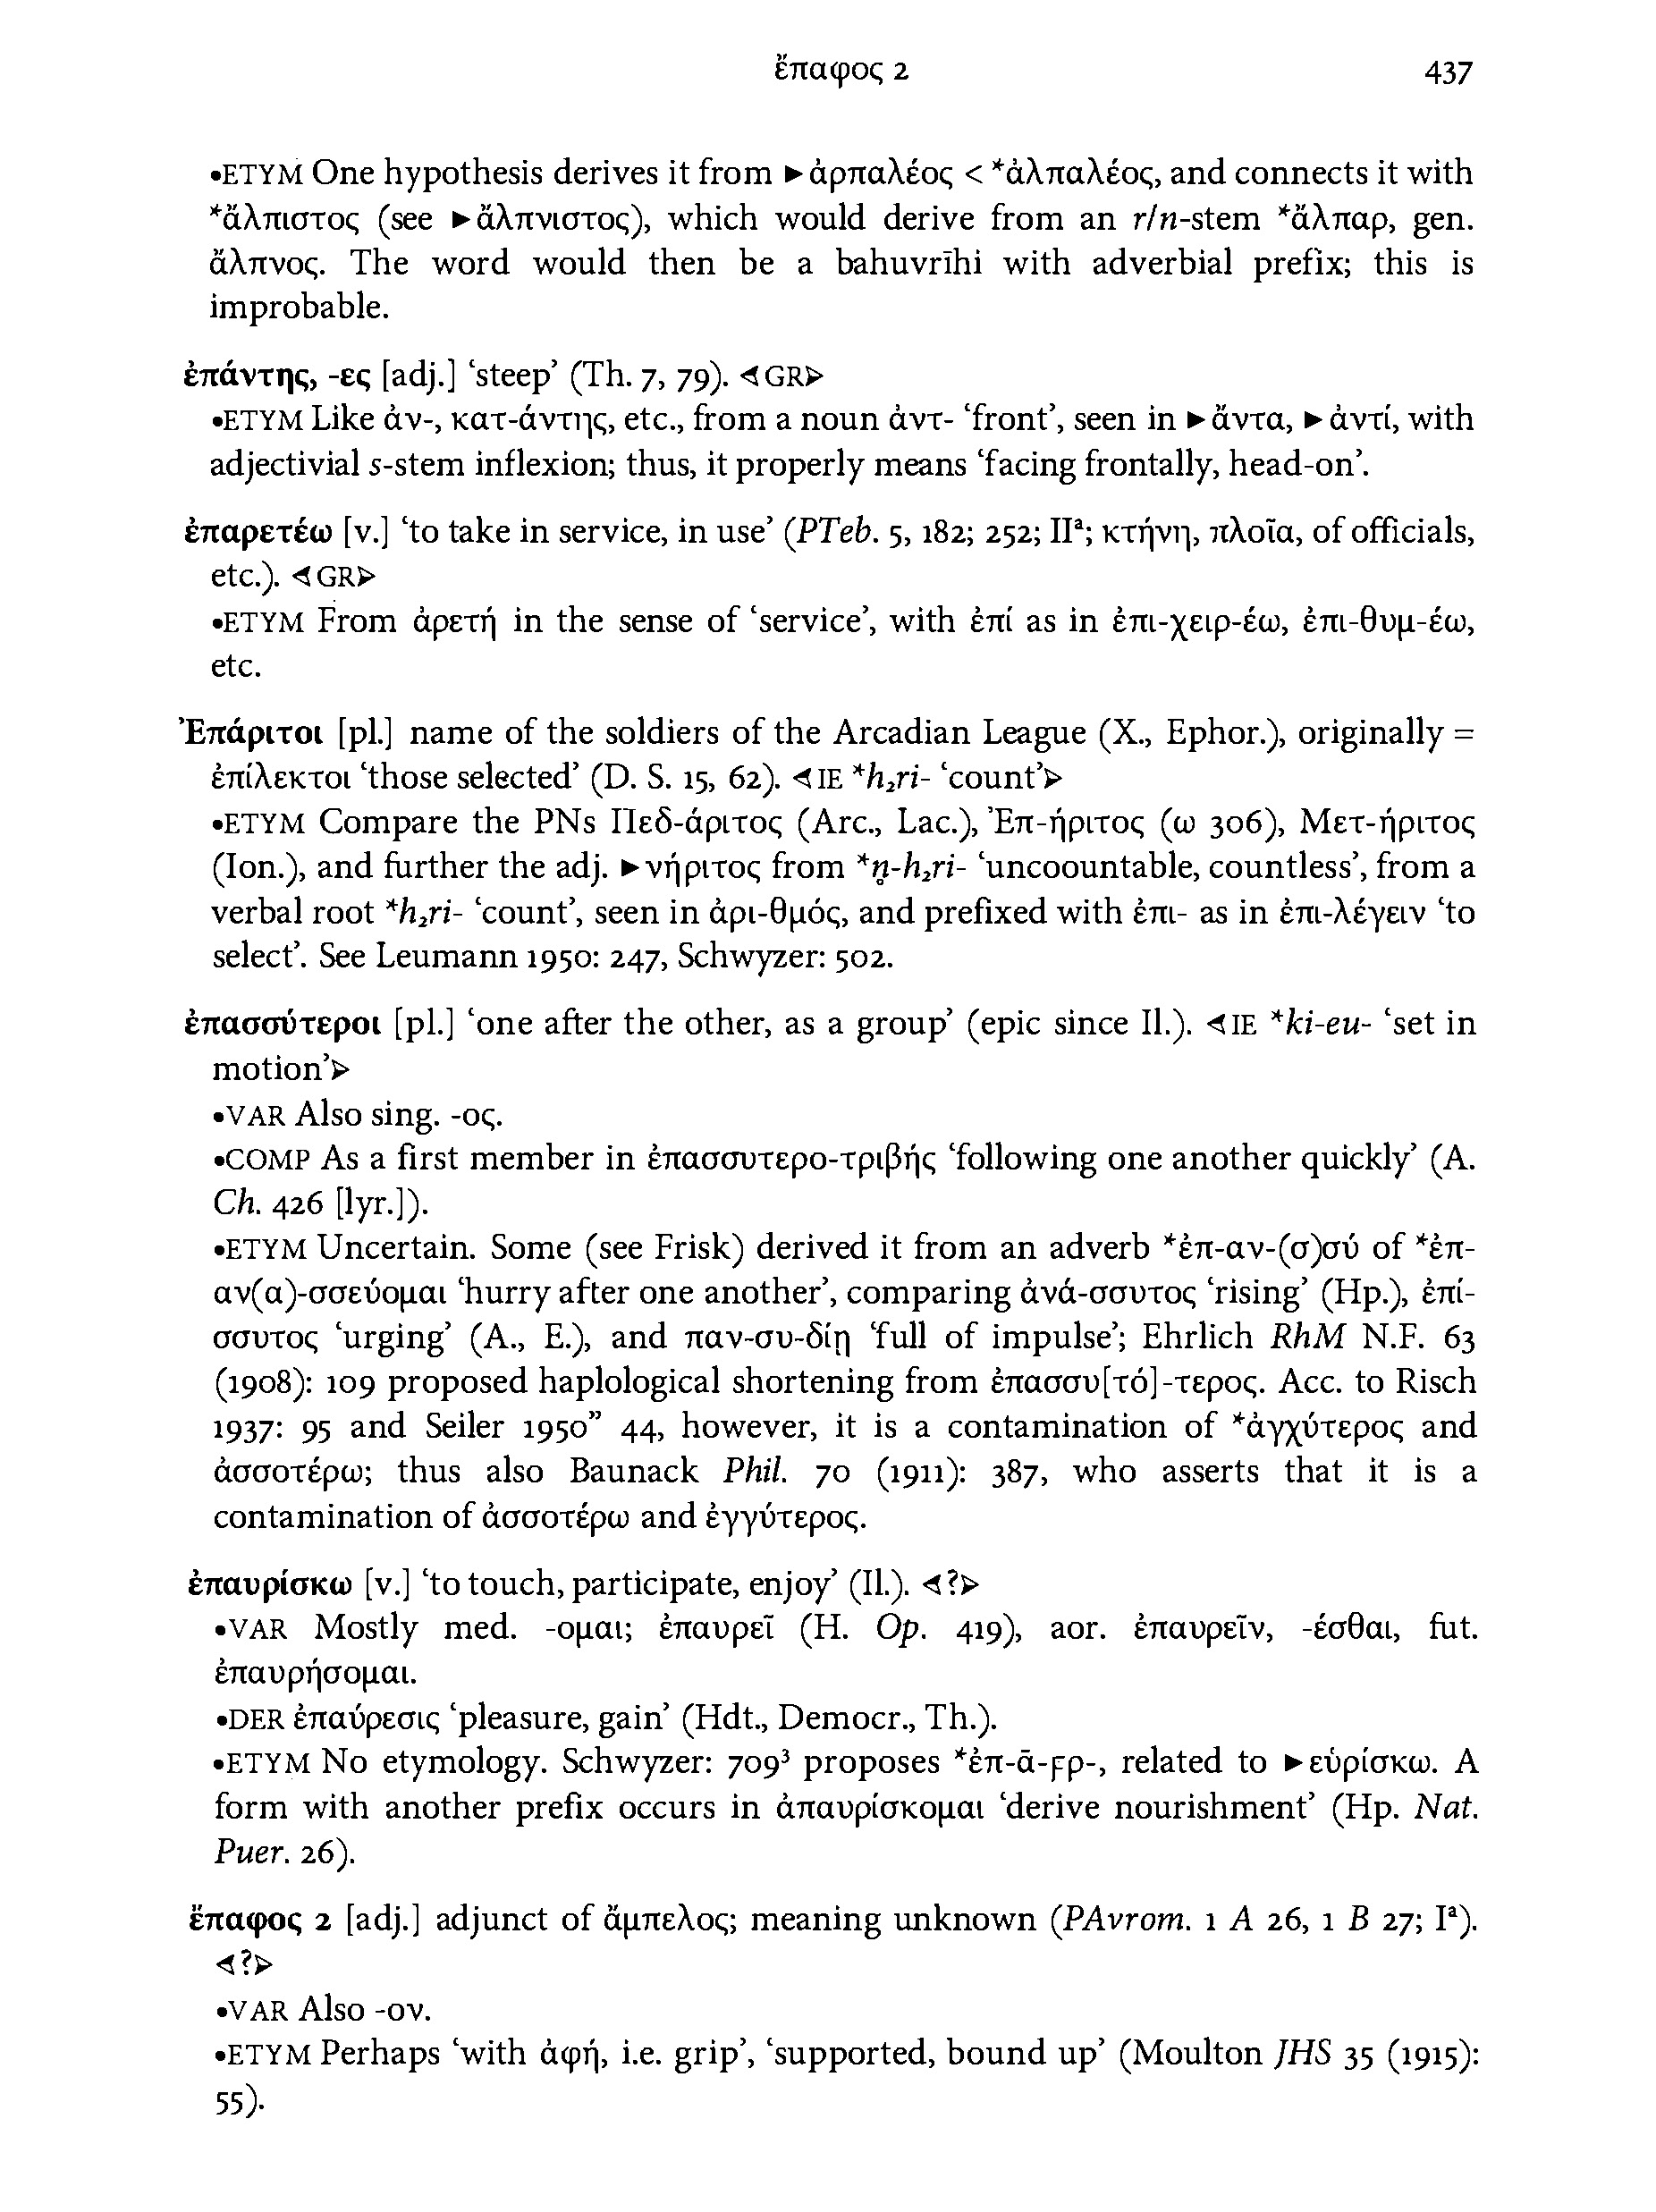 ἔπαφος 2 437
•ETYM One hypothesis derives it from ►ἁρπαλέος < *ἀλπαλέος, and connects it with
*ἄλπιστος (see ►ἄλπνιστος), which would derive from an r/n-stem *ἄλπαρ, gen.
ἄλπνος. The word would then be a bahuvrīhi with adverbial prefix; this is
improbable.
ἐπάντης, -ες [adj.] ‘steep’ (Th. 7, 79). ◁GR▷
•ETYM Like ἀν-, κατ-άντης, etc., from a noun ἀντ- ‘front’, seen in ►ἄντα, ►ἀντί, with
adjectivial s-stem inflexion; thus, it properly means ‘facing frontally, head-on’.
ἐπαρετέω [v.] ‘to take in service, in use’ (PTeb. 5, 182; 252; IIᵃ; κτήνη, πλοῖα, of officials,
etc.). ◁GR▷
•ETYM From ἀρετή in the sense of ‘service’, with ἐπί as in ἐπι-χειρ-έω, ἐπι-θυμ-έω,
etc.
Ἐπάριτοι [pl.] name of the soldiers of the Arcadian League (X., Ephor.), originally =
ἐπίλεκτοι ‘those selected’ (D. S. 15, 62). ◁IE *h₂ri- ‘count’▷
•ETYM Compare the PNs Πεδ-άριτος (Arc., Lac.), Ἐπ-ήριτος (ω 306), Μετ-ήριτος
(Ion.), and further the adj. ►νήριτος from *n̥-h₂ri- ‘uncoountable, countless’, from a
verbal root *h₂ri- ‘count’, seen in ἀρι-θμός, and prefixed with ἐπι- as in ἐπι-λέγειν ‘to
select’. See Leumann 1950: 247, Schwyzer: 502.
ἐπασσύτεροι [pl.] ‘one after the other, as a group’ (epic since Il.). ◁IE *ki-eu- ‘set in
motion’▷
•VAR Also sing. -ος.
•COMP As a first member in ἐπασσυτερο-τριβής ‘following one another quickly’ (A.
Ch. 426 [lyr.]).
•ETYM Uncertain. Some (see Frisk) derived it from an adverb *ἐπ-αν-(σ)σύ of *ἐπ-
αν(α)-σσεύομαι ‘hurry after one another’, comparing ἀνά-σσυτος ‘rising’ (Hp.), ἐπί-
σσυτος ‘urging’ (A., E.), and παν-συ-δίη ‘full of impulse’; Ehrlich RhM N.F. 63
(1908): 109 proposed haplological shortening from ἐπασσυ[τό]-τερος. Acc. to Risch
1937: 95 and Seiler 1950” 44, however, it is a contamination of *ἀγχύτερος and
ἀσσοτέρω; thus also Baunack Phil. 70 (1911): 387, who asserts that it is a
contamination of ἀσσοτέρω and ἐγγύτερος.
ἐπαυρίσκω [v.] ‘to touch, participate, enjoy’ (Il.). ◁?▷
•VAR Mostly med. -ομαι; ἐπαυρεῖ (H. Op. 419), aor. ἐπαυρεῖν, -έσθαι, fut.
ἐπαυρήσομαι.
•DER ἐπαύρεσις ‘pleasure, gain’ (Hdt., Democr., Th.).
•ETYM No etymology. Schwyzer: 709³ proposes *ἐπ-ᾱ-ϝρ-, related to ►εὑρίσκω. A
form with another prefix occurs in ἀπαυρίσκομαι ‘derive nourishment’ (Hp. Nat.
Puer. 26).
ἔπαφος 2 [adj.] adjunct of ἄμπελος; meaning unknown (PAvrom. 1 A 26, 1 B 27; Iᵃ).
◁?▷
•VAR Also -ον.
•ETYM Perhaps ‘with ἁφή, i.e. grip’, ‘supported, bound up’ (Moulton JHS 35 (1915):
55).